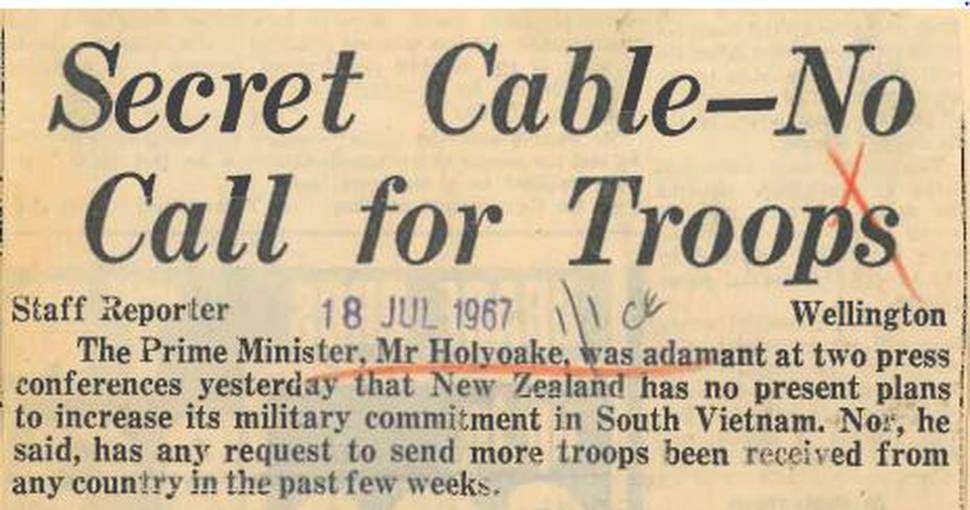 Secret Cable—No
Call for Troops
Staff Reporter 18 JUL 1967 Wellington
The Prime Minister, Mr Holyoake, was adamant at two press
conferences yesterday that New Zealand has no present plans
to increase its military commitment in South Vietnam. Nor, he
said, has any request to send more troops been received from
any country in the past few weeks.